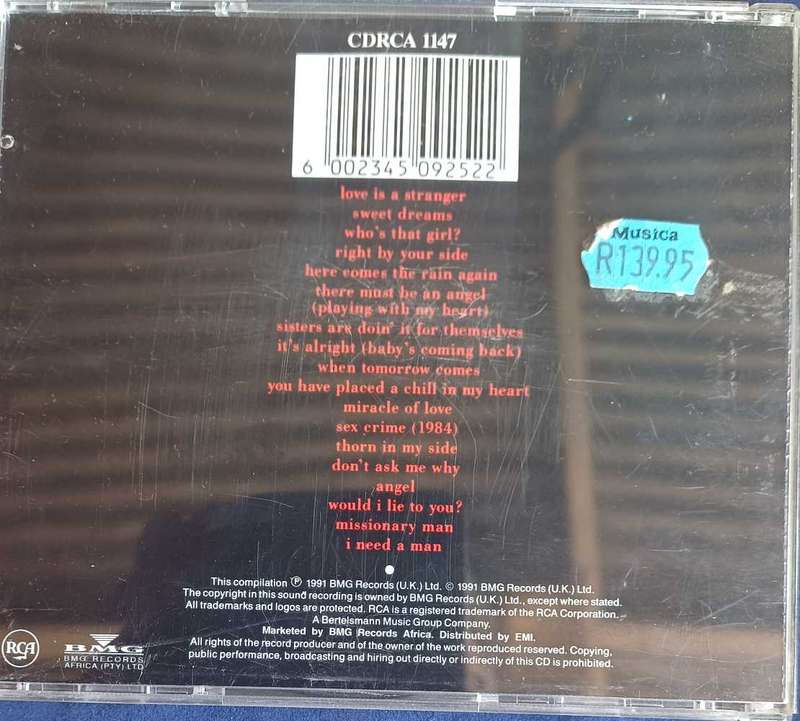 CDRCA 1147
6 002345 092522
love is a stranger
sweet dreams
who's that girl?
right by your side
here comes the rain again
there must be an angel
(playing with my heart)
sisters are doin' it for themselves
it's alright (baby's coming back)
when tomorrow comes
you have placed a chill in my heart
miracle of love
sex crime (1984)
thorn in my side
don't ask me why
angel
would i lie to you?
missionary man
i need a man
Musica
R139.95
This compilation ℗ 1991 BMG Records (U.K.) Ltd. © 1991 BMG Records (U.K.) Ltd.
The copyright in this sound recording is owned by BMG Records (U.K.) Ltd., except where stated.
All trademarks and logos are protected. RCA is a registered trademark of the RCA Corporation.
A Bertelsmann Music Group Company.
Marketed by BMG Records Africa. Distributed by EMI,
All rights of the record producer and of the owner of the work reproduced reserved. Copying,
public performance, broadcasting and hiring out directly or indirectly of this CD is prohibited.
RCA
BMG
BMG RECORDS
AFRICA (PTY) LTD